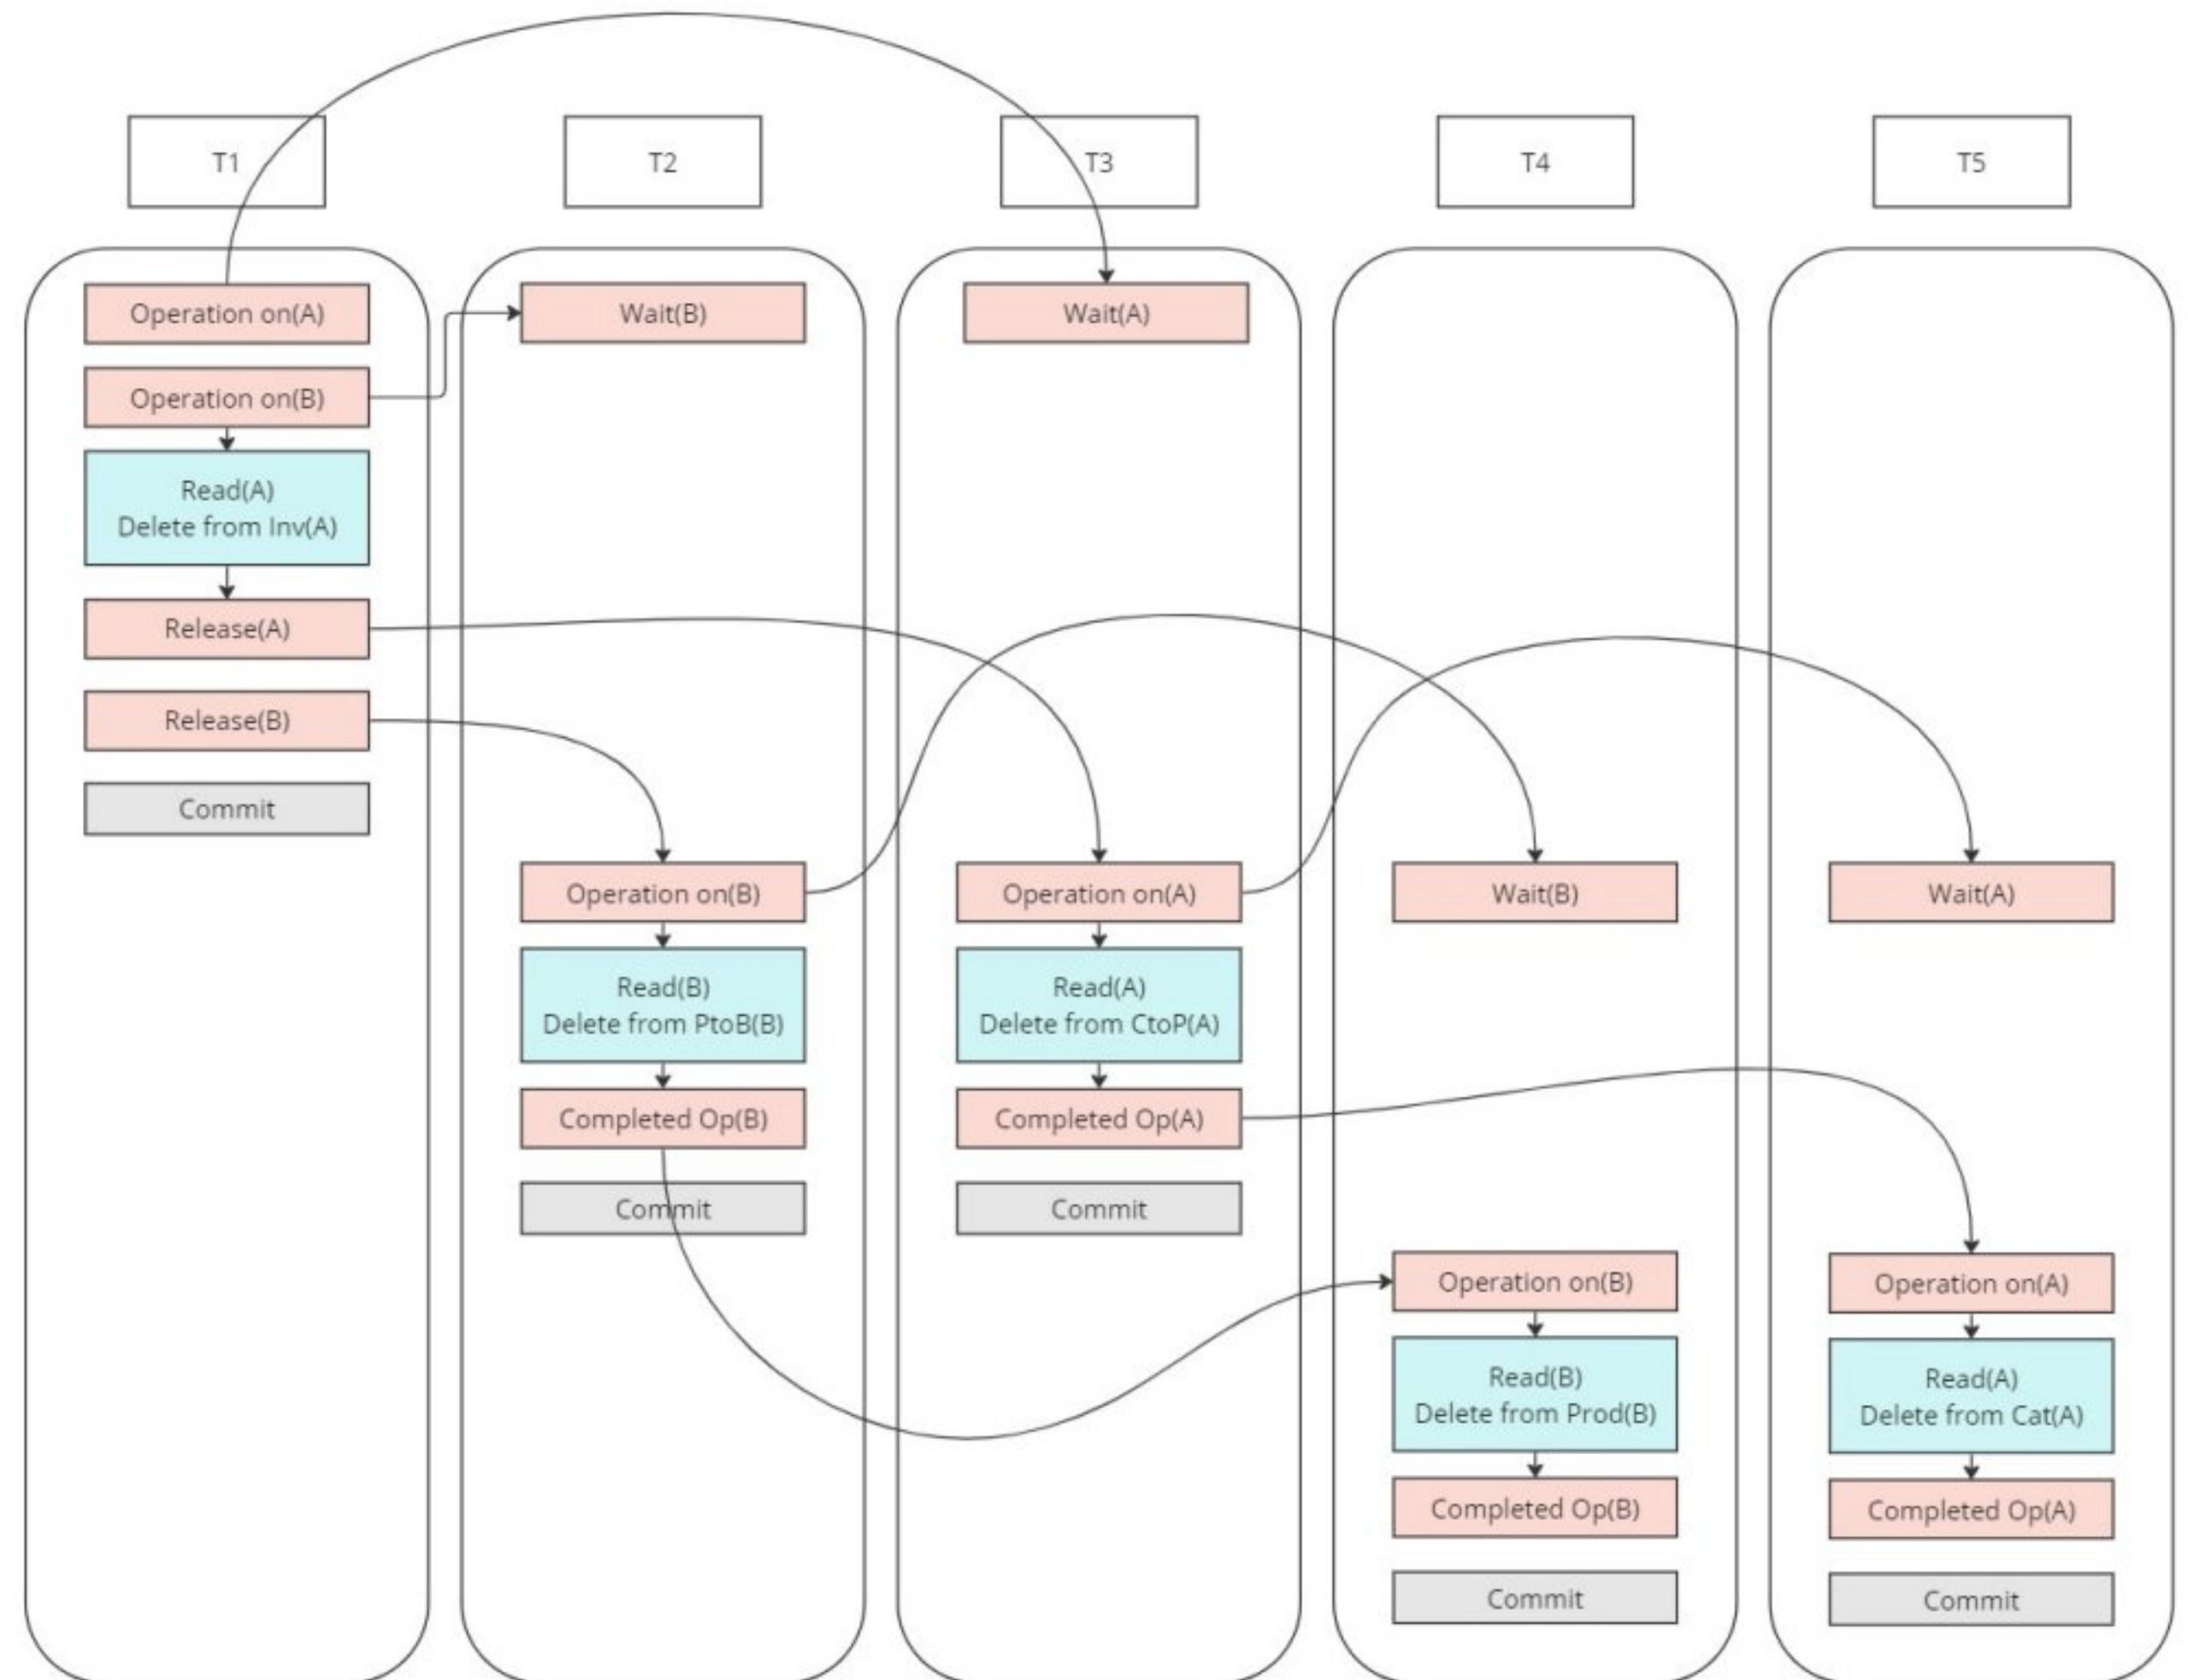 T1
T2
T3
T4
T5
Operation on(A)
Wait(B)
Wait(A)
Operation on(B)
Read(A)
Delete from Inv(A)
Release(A)
Release(B)
Commit
Operation on(B)
Operation on(A)
Wait(B)
Wait(A)
Read(B)
Delete from PtoB(B)
Read(A)
Delete from CtoP(A)
Completed Op(B)
Completed Op(A)
Commit
Commit
Operation on(B)
Operation on(A)
Read(B)
Delete from Prod(B)
Read(A)
Delete from Cat(A)
Completed Op(B)
Completed Op(A)
Commit
Commit